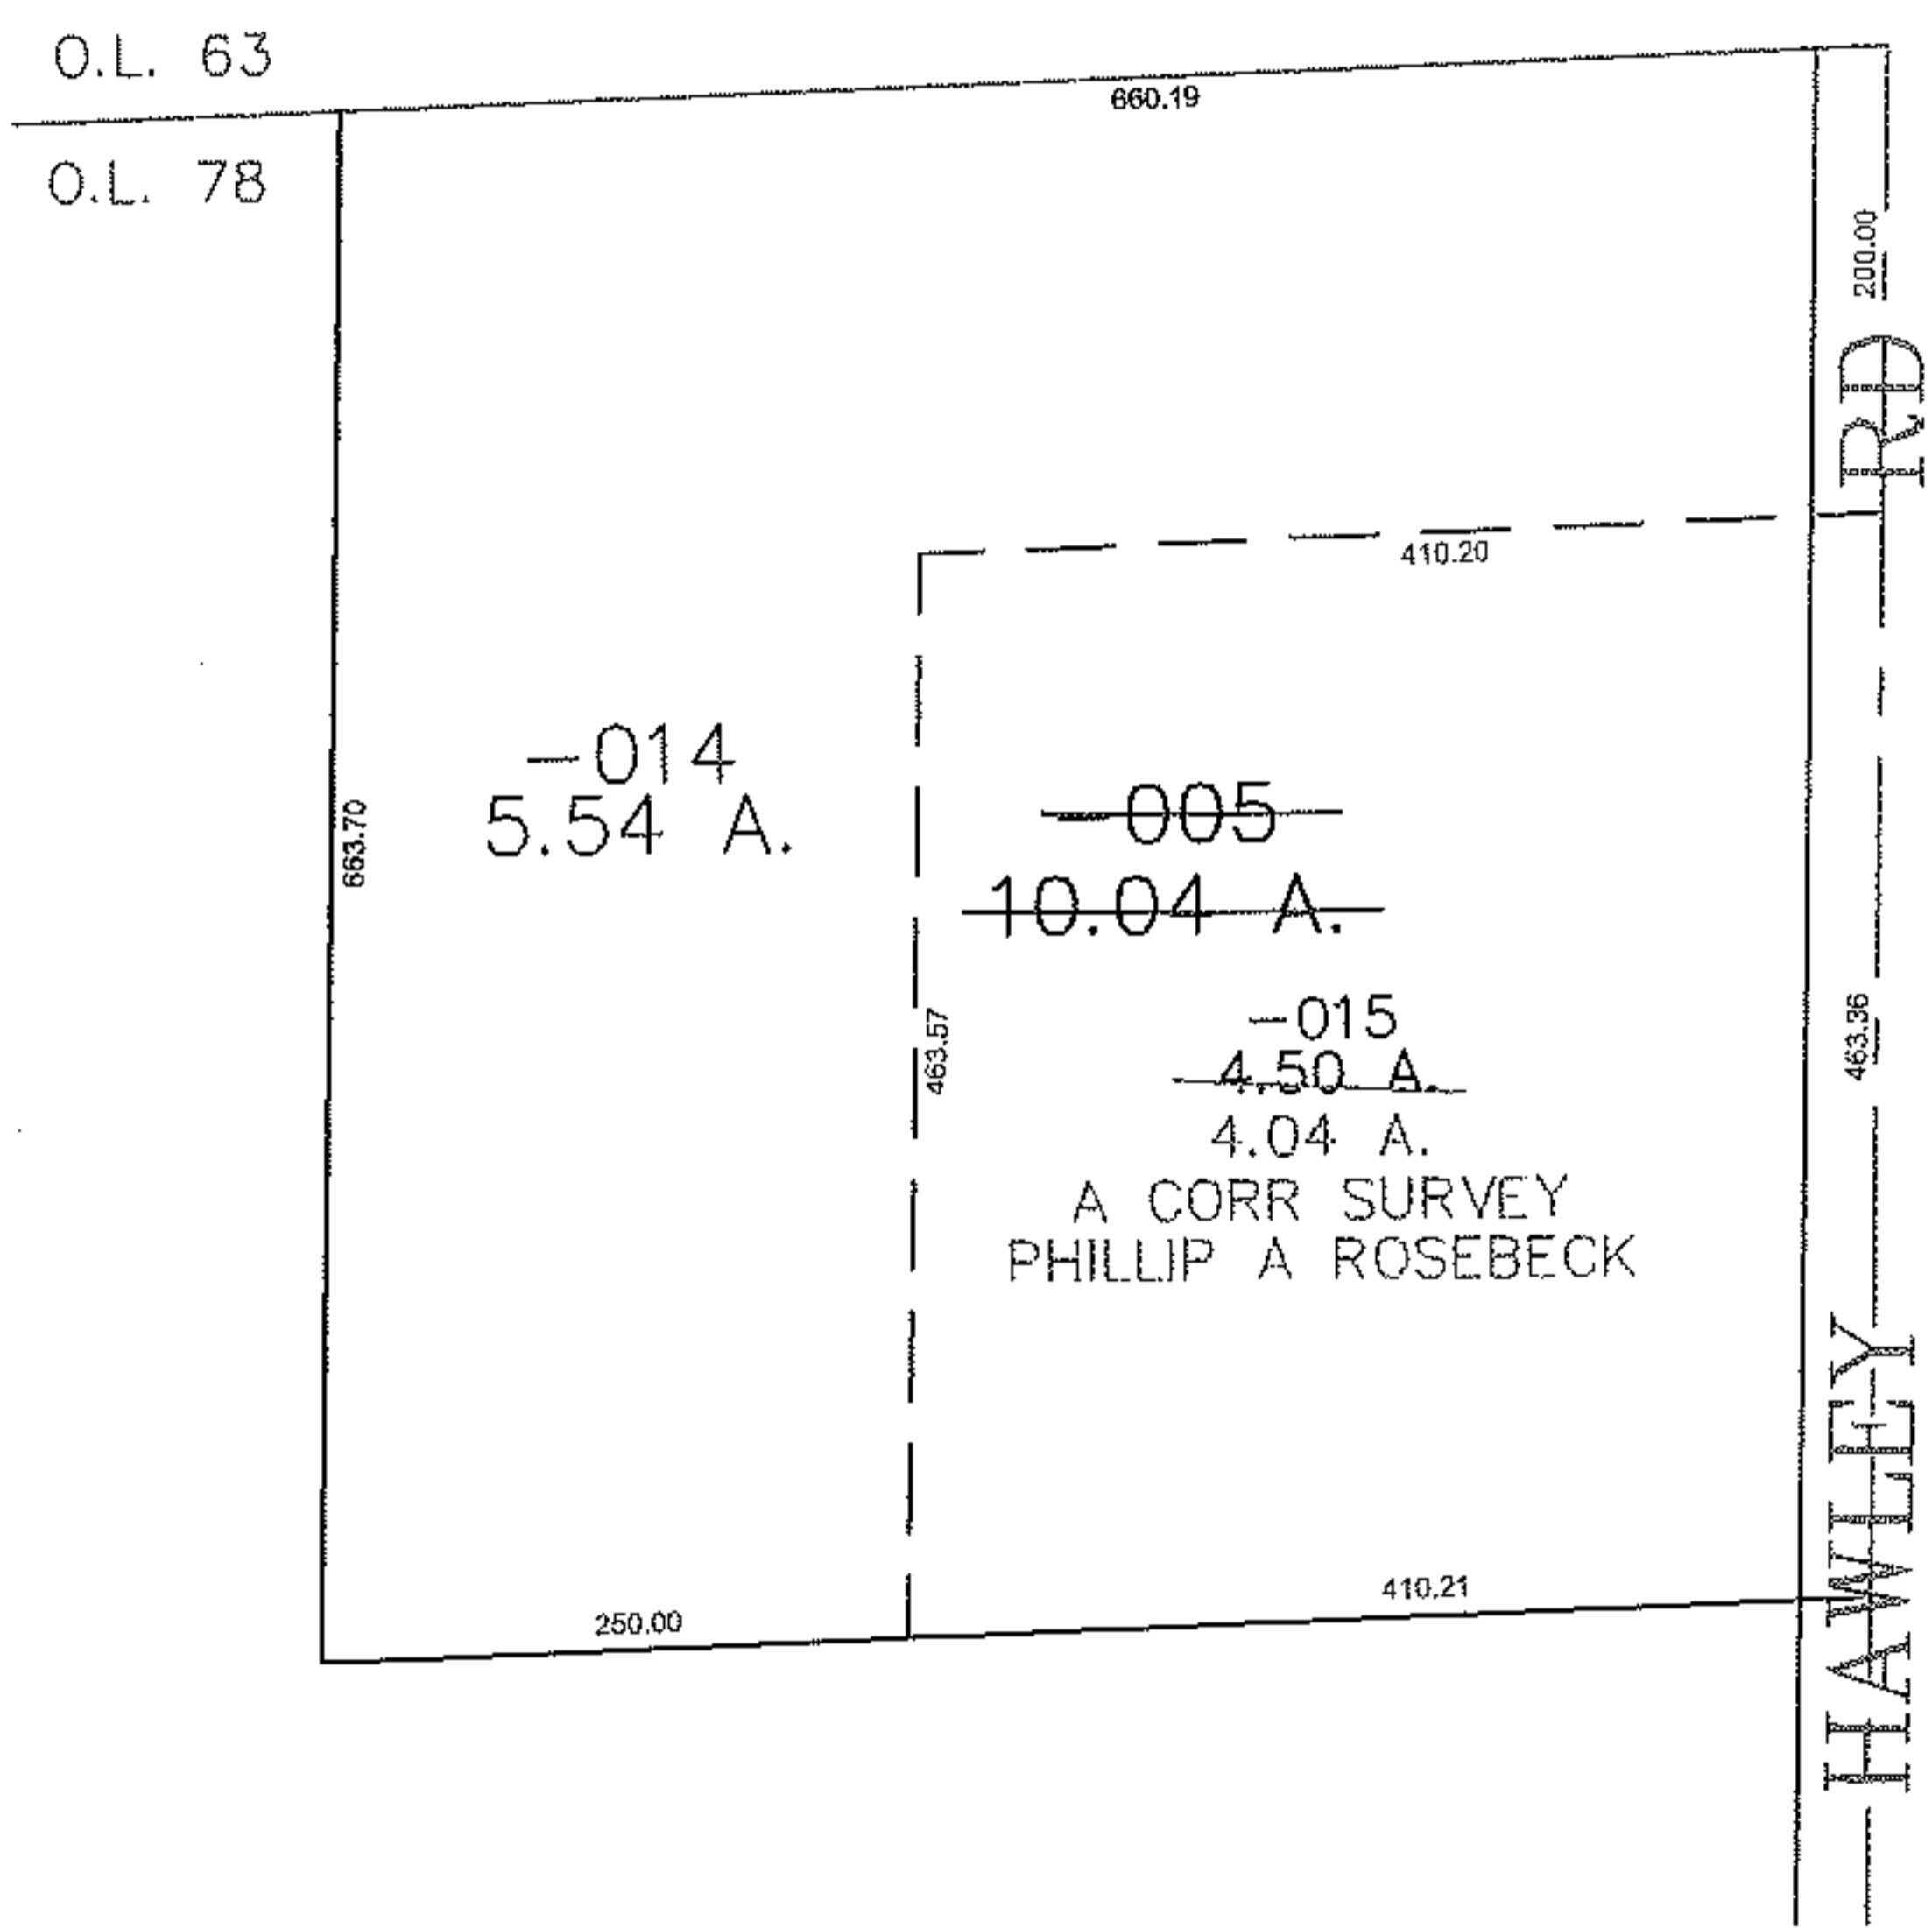 O.L. 63
660.19
O.L. 78
200.00
RD
410.20
-014
5.54 A.
663.70
-005
10.04 A.
-015
4.50 A.
463.57
463.36
4.04 A.
A CORR SURVEY
PHILLIP A ROSEBECK
HAWLEY
410.21
250.00